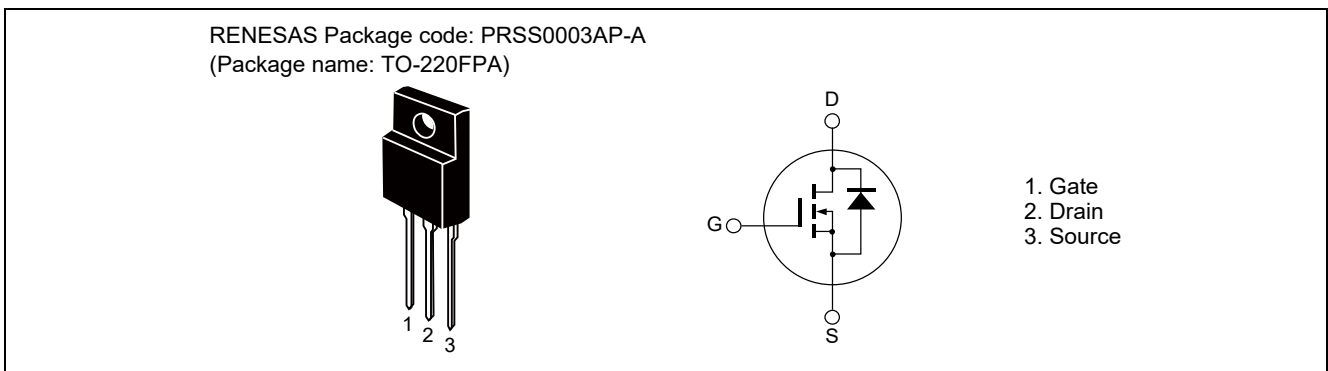 RENESAS Package code: PRSS0003AP-A
(Package name: TO-220FPA)
1
2
3
D
G
S
1. Gate
2. Drain
3. Source